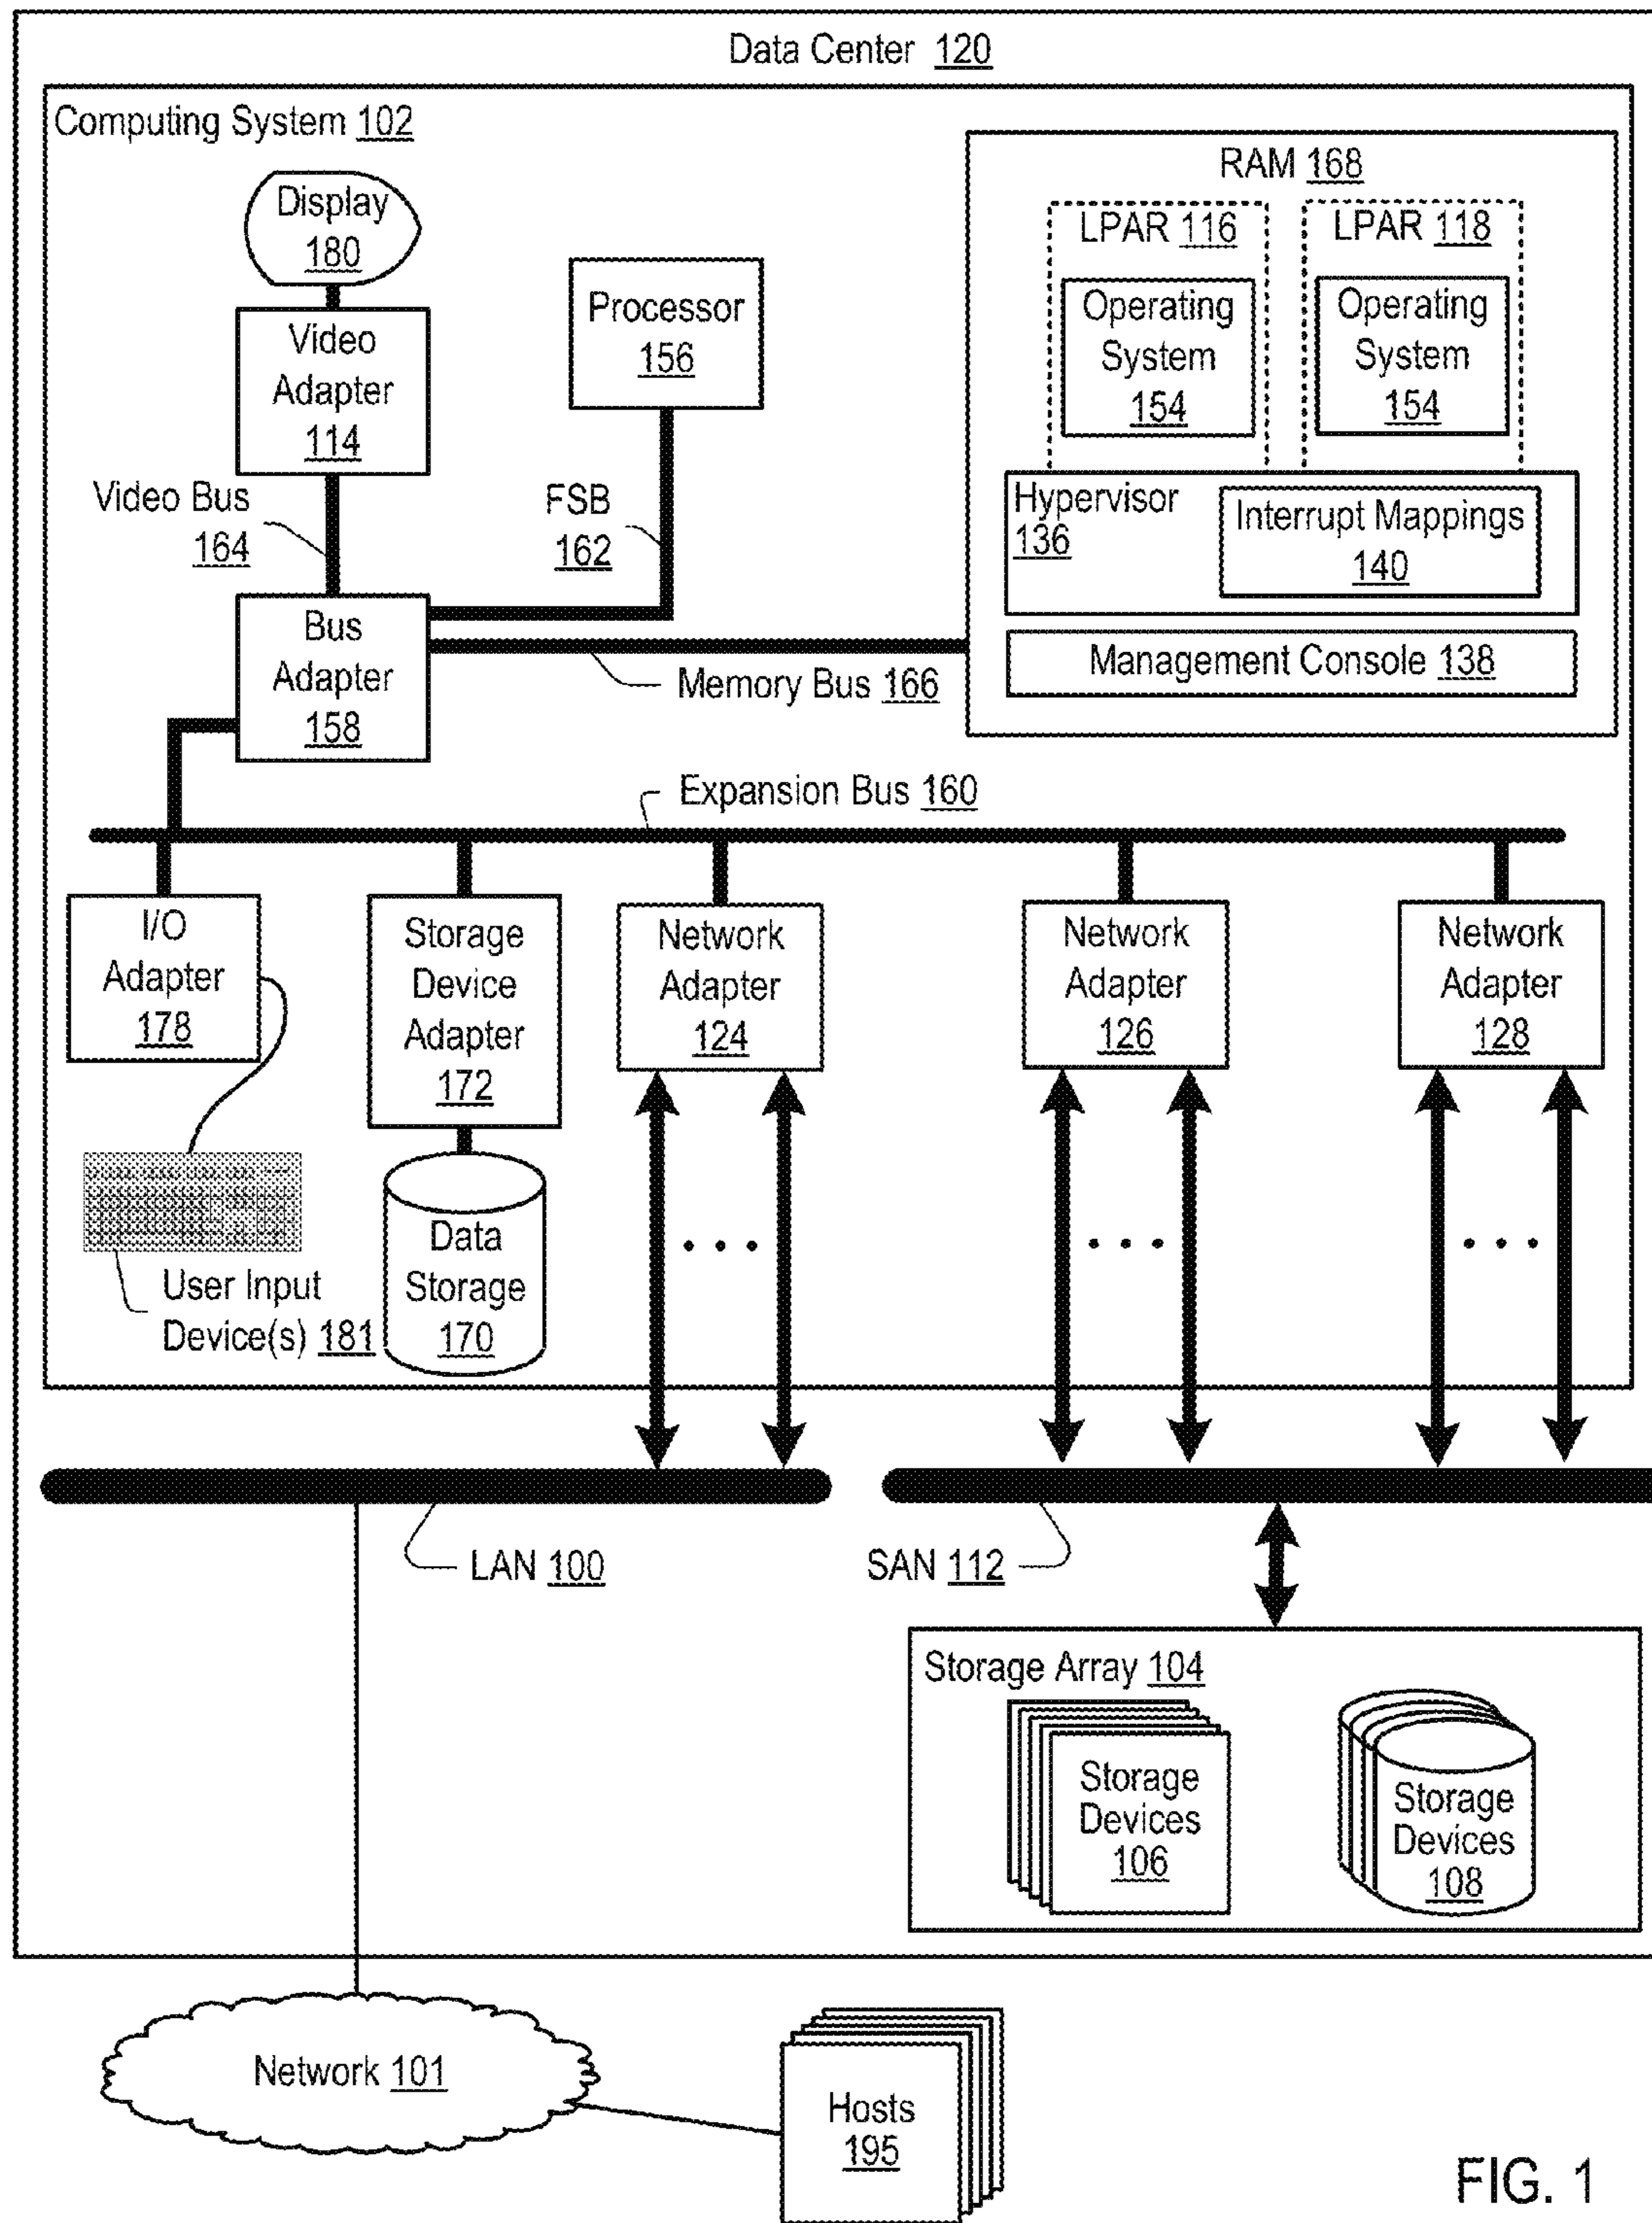 Data Center 120
Computing System 102
Display
180
Video
Adapter
114
Processor
156
RAM 168
LPAR 116
Operating
System
154
LPAR 118
Operating
System
154
Hypervisor
136
Interrupt Mappings
140
Management Console 138
Video Bus
164
FSB
162
Bus
Adapter
158
Memory Bus 166
Expansion Bus 160
I/O
Adapter
178
Storage
Device
Adapter
172
Network
Adapter
124
Network
Adapter
126
Network
Adapter
128
User Input
Device(s) 181
Data
Storage
170
. . .
. . .
. . .
LAN 100
SAN 112
Storage Array 104
Storage
Devices
106
Storage
Devices
108
Network 101
Hosts
195
FIG. 1